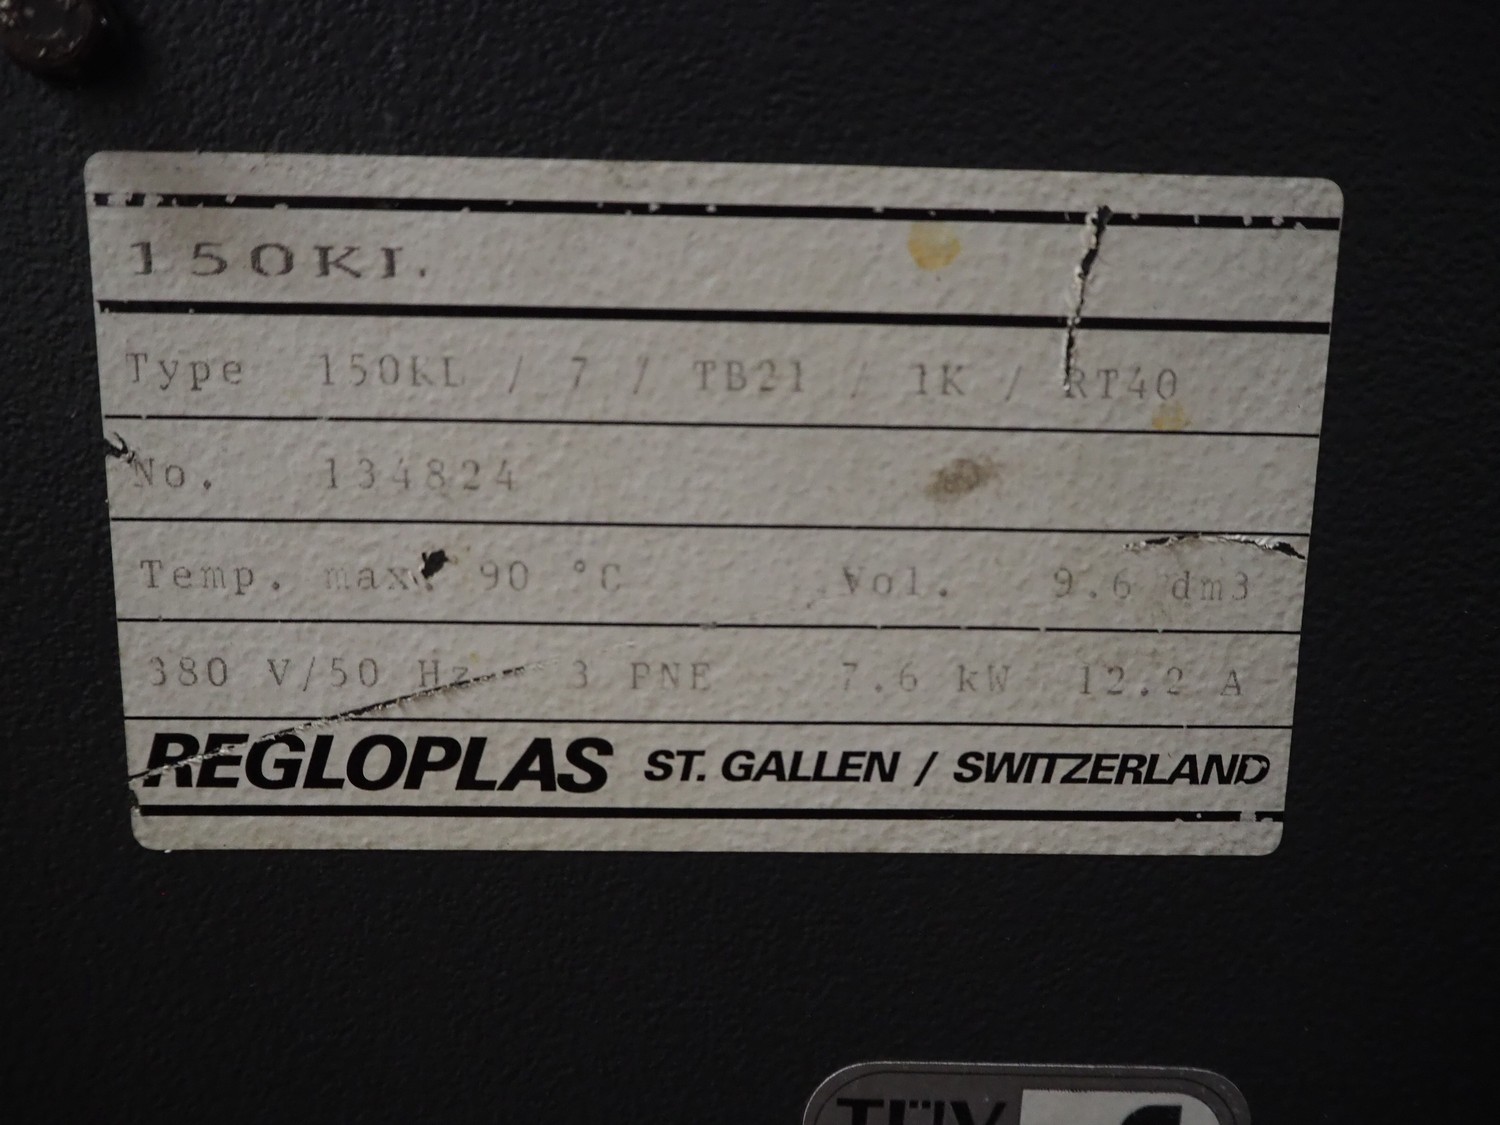 150KL
Type 150KL / 7 / TB21 / 1K / RT40
No. 134824
Temp. max. 90 °C Vol. 9.6 dm3
380 V/50 Hz 3 PNE 7.6 kW 12.2 A
REGLOPLAS ST. GALLEN / SWITZERLAND
TÜV